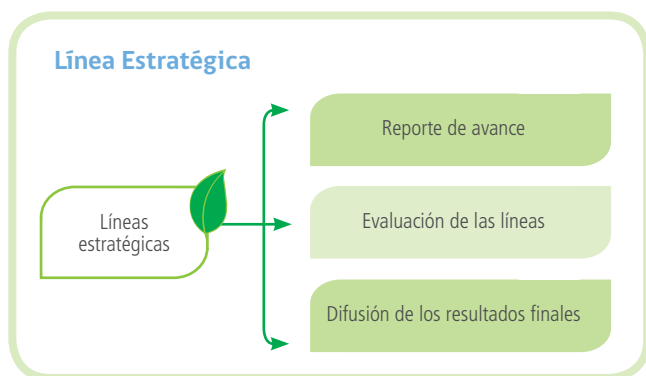 Línea Estratégica
Reporte de avance
Líneas
estratégicas
Evaluación de las líneas
Difusión de los resultados finales